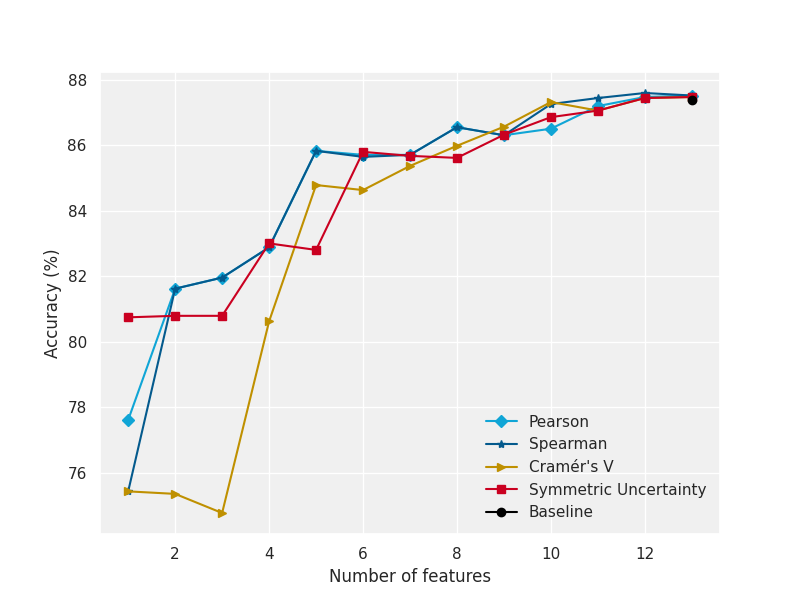 88
86
84
82
80
78
76
Accuracy (%)
Pearson
Spearman
Cramér's V
Symmetric Uncertainty
Baseline
2 4 6 8 10 12
Number of features